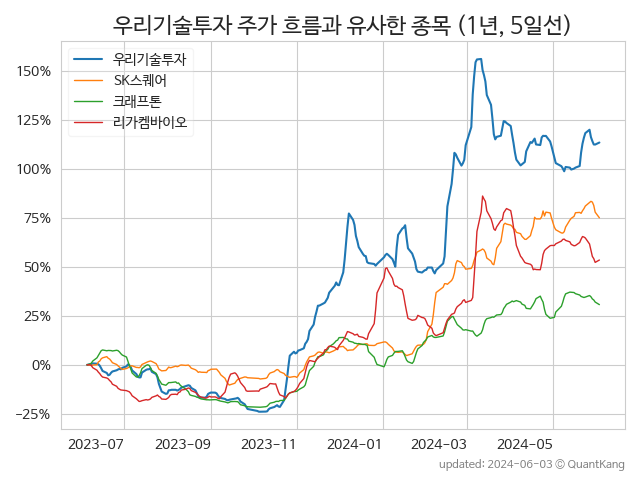 우리기술투자 주가 흐름과 유사한 종목 (1년, 5일선)
우리기술투자
SK스퀘어
크래프톤
리가켐바이오
150%
125%
100%
75%
50%
25%
0%
−25%
2023−07
2023−09
2023−11
2024−01
2024−03
2024−05
updated: 2024-06-03 © QuantKang